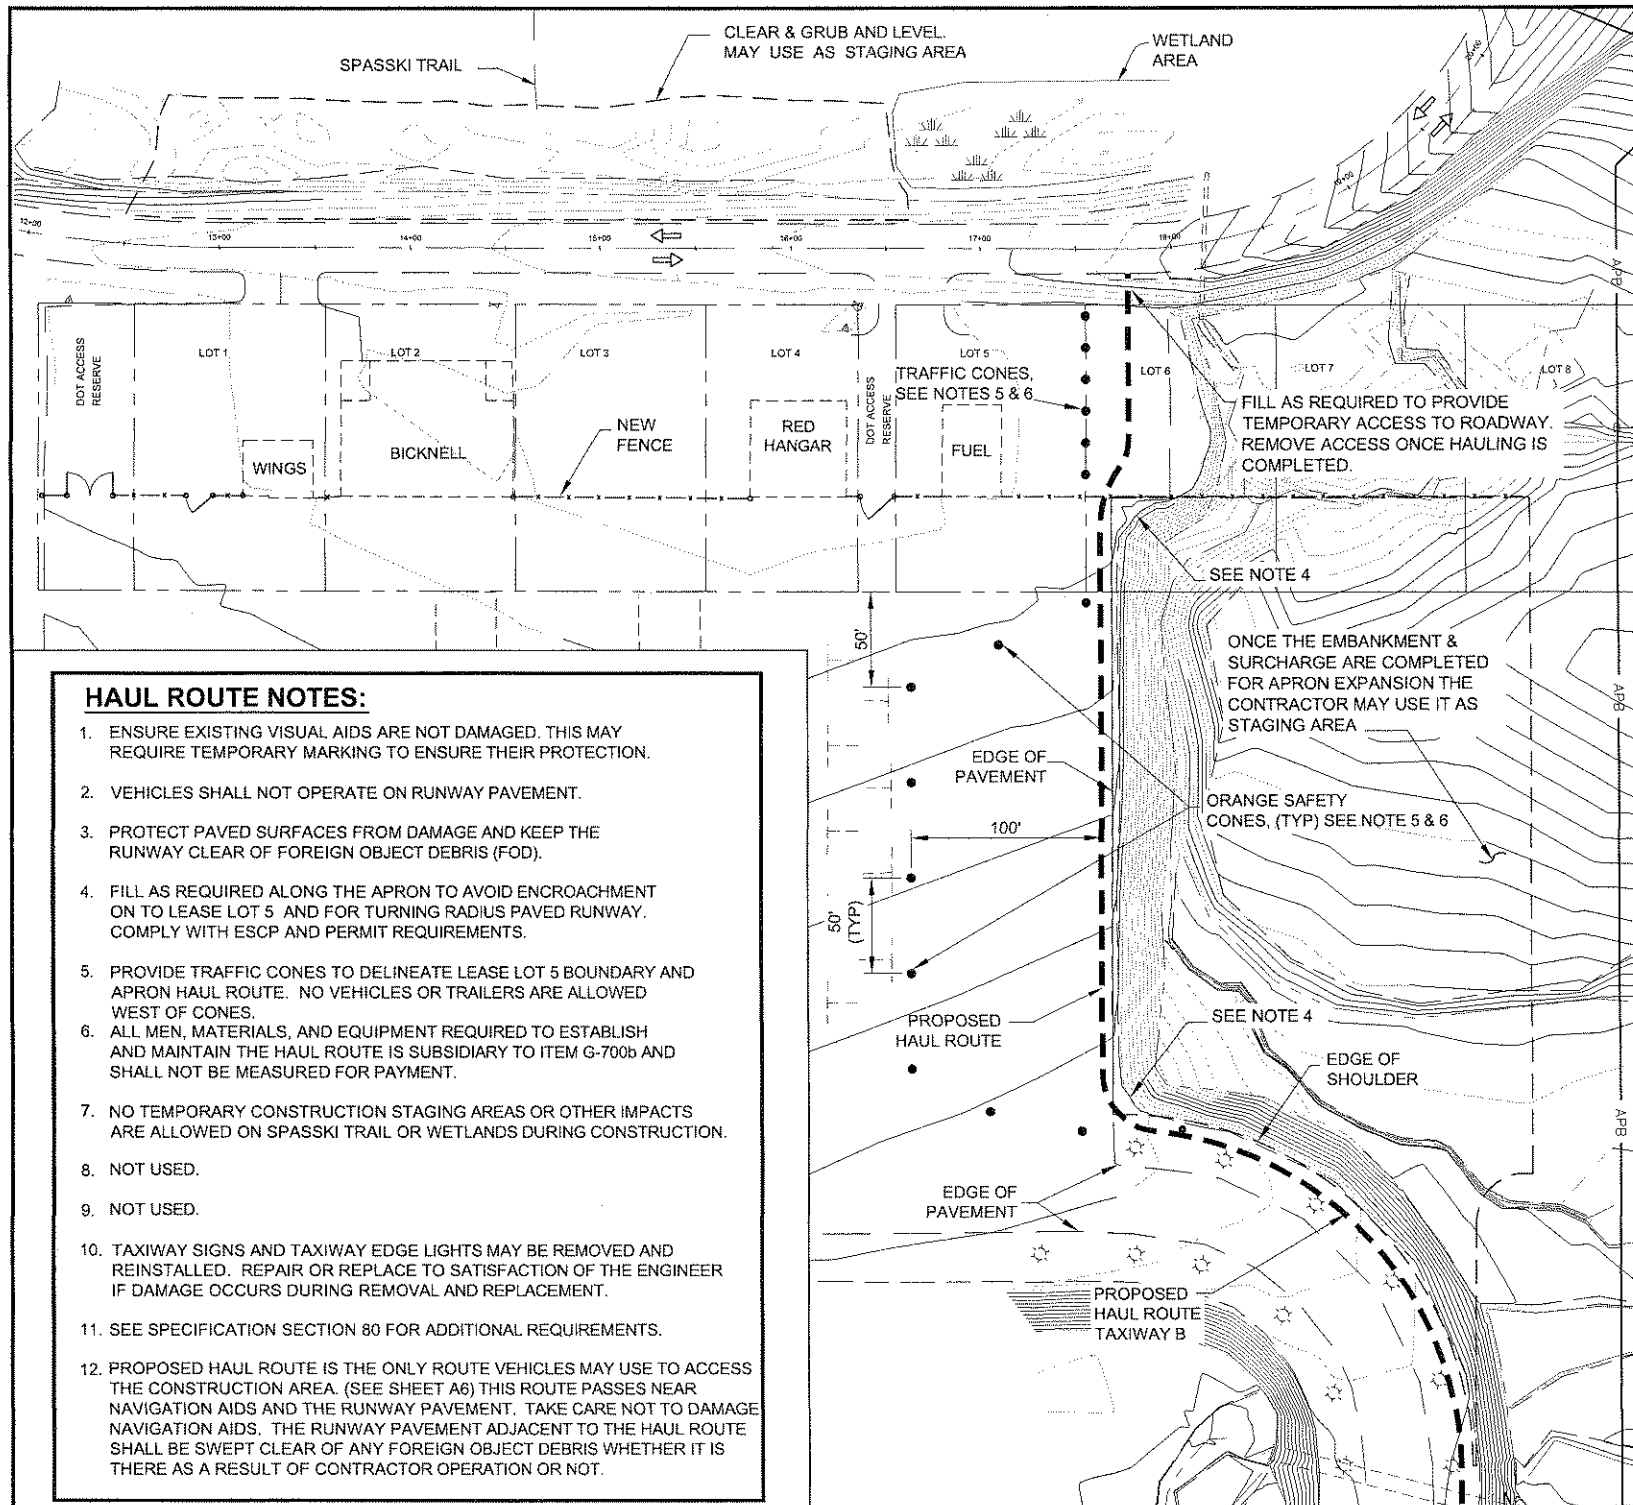 CLEAR & GRUB AND LEVEL.
MAY USE AS STAGING AREA
WETLAND
AREA
SPASSKI TRAIL
10+00
10+00
12+00
13+00
14+00
15+00
16+00
17+00
18+00
APB
DOT ACCESS
RESERVE
LOT 1
LOT 2
LOT 3
LOT 4
DOT ACCESS
RESERVE
LOT 5
LOT 6
LOT 7
LOT 8
TRAFFIC CONES,
SEE NOTES 5 & 6
FILL AS REQUIRED TO PROVIDE
TEMPORARY ACCESS TO ROADWAY.
REMOVE ACCESS ONCE HAULING IS
COMPLETED.
WINGS
BICKNELL
NEW
FENCE
RED
HANGAR
FUEL
SEE NOTE 4
50'
ONCE THE EMBANKMENT &
SURCHARGE ARE COMPLETED
FOR APRON EXPANSION THE
CONTRACTOR MAY USE IT AS
STAGING AREA
APB
EDGE OF
PAVEMENT
ORANGE SAFETY
CONES, (TYP) SEE NOTE 5 & 6
100'
50'
(TYP)
PROPOSED
HAUL ROUTE
SEE NOTE 4
EDGE OF
SHOULDER
APB
EDGE OF
PAVEMENT
PROPOSED
HAUL ROUTE
TAXIWAY B
HAUL ROUTE NOTES:
1. ENSURE EXISTING VISUAL AIDS ARE NOT DAMAGED. THIS MAY
REQUIRE TEMPORARY MARKING TO ENSURE THEIR PROTECTION.
2. VEHICLES SHALL NOT OPERATE ON RUNWAY PAVEMENT.
3. PROTECT PAVED SURFACES FROM DAMAGE AND KEEP THE
RUNWAY CLEAR OF FOREIGN OBJECT DEBRIS (FOD).
4. FILL AS REQUIRED ALONG THE APRON TO AVOID ENCROACHMENT
ON TO LEASE LOT 5 AND FOR TURNING RADIUS PAVED RUNWAY.
COMPLY WITH ESCP AND PERMIT REQUIREMENTS.
5. PROVIDE TRAFFIC CONES TO DELINEATE LEASE LOT 5 BOUNDARY AND
APRON HAUL ROUTE. NO VEHICLES OR TRAILERS ARE ALLOWED
WEST OF CONES.
6. ALL MEN, MATERIALS, AND EQUIPMENT REQUIRED TO ESTABLISH
AND MAINTAIN THE HAUL ROUTE IS SUBSIDIARY TO ITEM G-700b AND
SHALL NOT BE MEASURED FOR PAYMENT.
7. NO TEMPORARY CONSTRUCTION STAGING AREAS OR OTHER IMPACTS
ARE ALLOWED ON SPASSKI TRAIL OR WETLANDS DURING CONSTRUCTION.
8. NOT USED.
9. NOT USED.
10. TAXIWAY SIGNS AND TAXIWAY EDGE LIGHTS MAY BE REMOVED AND
REINSTALLED. REPAIR OR REPLACE TO SATISFACTION OF THE ENGINEER
IF DAMAGE OCCURS DURING REMOVAL AND REPLACEMENT.
11. SEE SPECIFICATION SECTION 80 FOR ADDITIONAL REQUIREMENTS.
12. PROPOSED HAUL ROUTE IS THE ONLY ROUTE VEHICLES MAY USE TO ACCESS
THE CONSTRUCTION AREA. (SEE SHEET A6) THIS ROUTE PASSES NEAR
NAVIGATION AIDS AND THE RUNWAY PAVEMENT. TAKE CARE NOT TO DAMAGE
NAVIGATION AIDS. THE RUNWAY PAVEMENT ADJACENT TO THE HAUL ROUTE
SHALL BE SWEPT CLEAR OF ANY FOREIGN OBJECT DEBRIS WHETHER IT IS
THERE AS A RESULT OF CONTRACTOR OPERATION OR NOT.